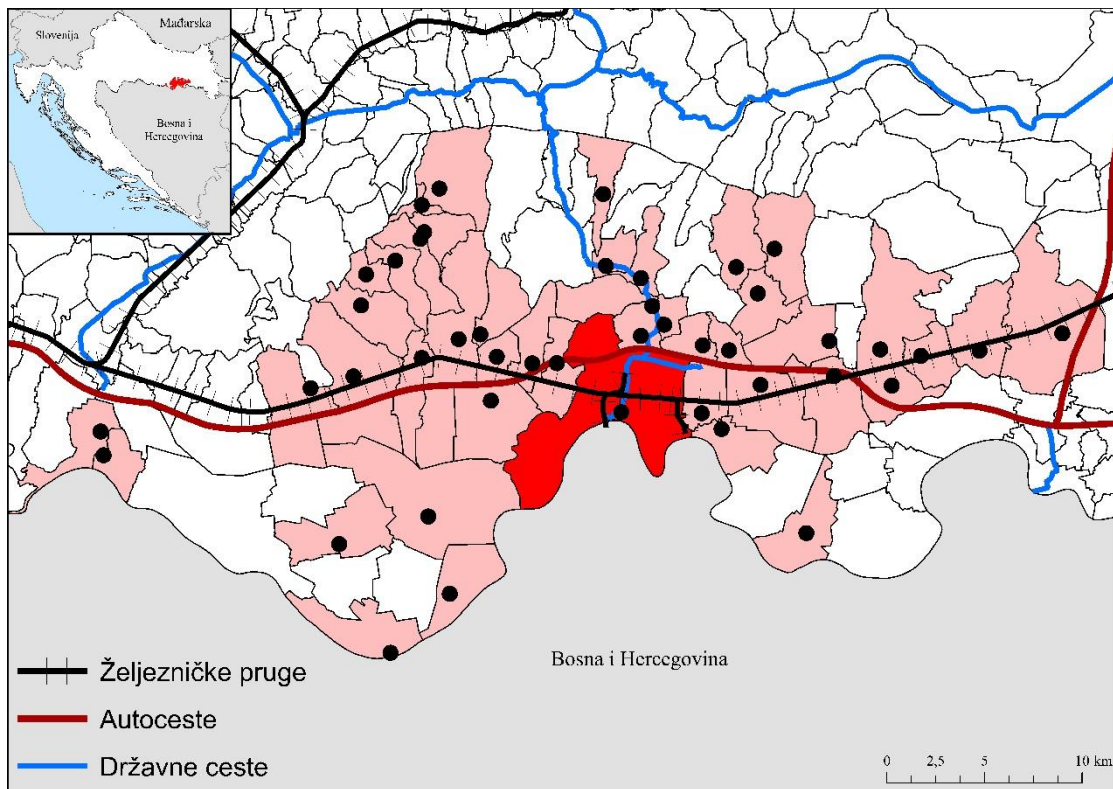 Mađarska
Slovenija
Bosna i
Hercegovina
Bosna i Hercegovina
Željezničke pruge
Autoceste
Državne ceste
0 2,5 5 10 km